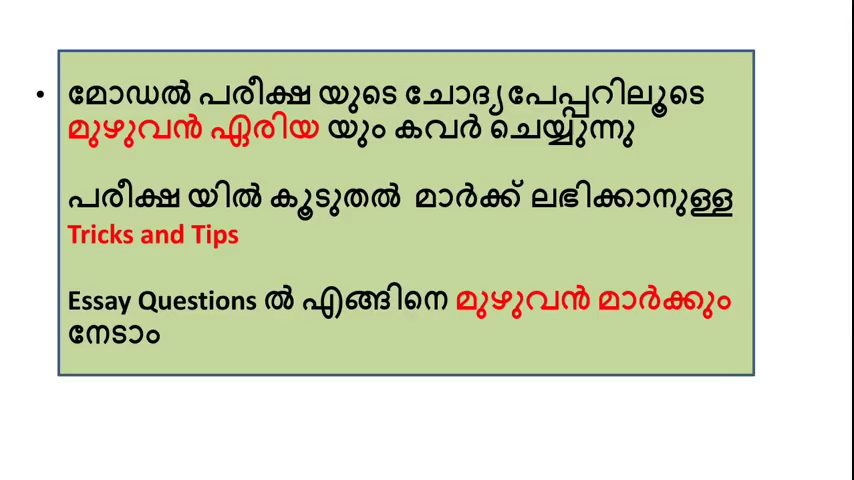 • മോഡൽ പരീക്ഷ യുടെ ചോദ്യപേപ്പറിലൂടെ
മുഴുവൻ ഏരിയ യും കവർ ചെയ്യുന്നു
പരീക്ഷ യിൽ കൂടുതൽ മാർക്ക് ലഭിക്കാനുള്ള
Tricks and Tips
Essay Questions ൽ എങ്ങിനെ മുഴുവൻ മാർക്കും
നേടാം